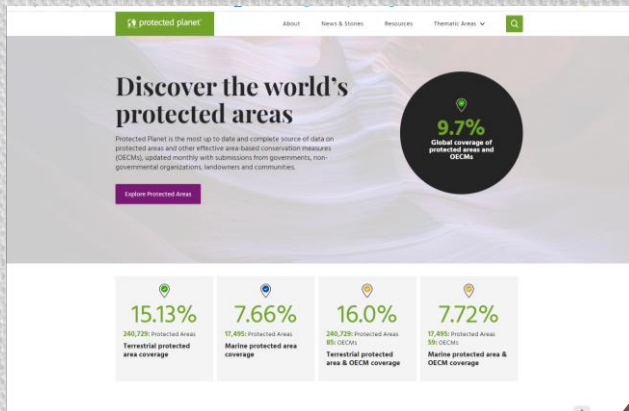 protected planet
About
News & Stories
Resources
Thematic Areas
Discover the world's
protected areas
Protected Planet is the most up to date and complete source of data on
protected areas and other effective area-based conservation measures
(OECMs), updated monthly with submissions from governments, non-
governmental organizations, landowners and communities.
Explore Protected Areas
9.7%
Global coverage of
protected areas and
OECMs
15.13%
240,729: Protected Areas
Terrestrial protected
area coverage
7.66%
17,495: Protected Areas
Marine protected area
coverage
16.0%
240,729: Protected Areas
85: OECMs
Terrestrial protected
area & OECM coverage
7.72%
17,495: Protected Areas
59: OECMs
Marine protected area &
OECM coverage